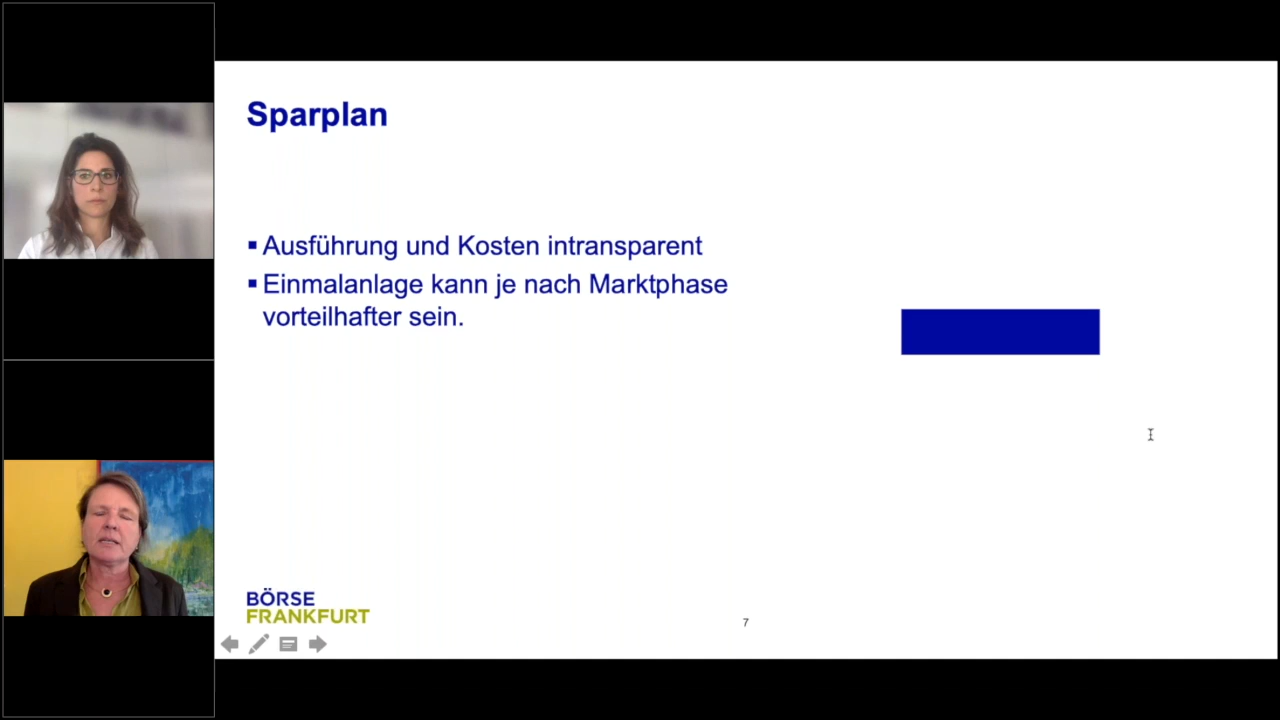 Sparplan
▪ Ausführung und Kosten intransparent
▪ Einmalanlage kann je nach Marktphase
vorteilhafter sein.
BÖRSE
FRANKFURT
7